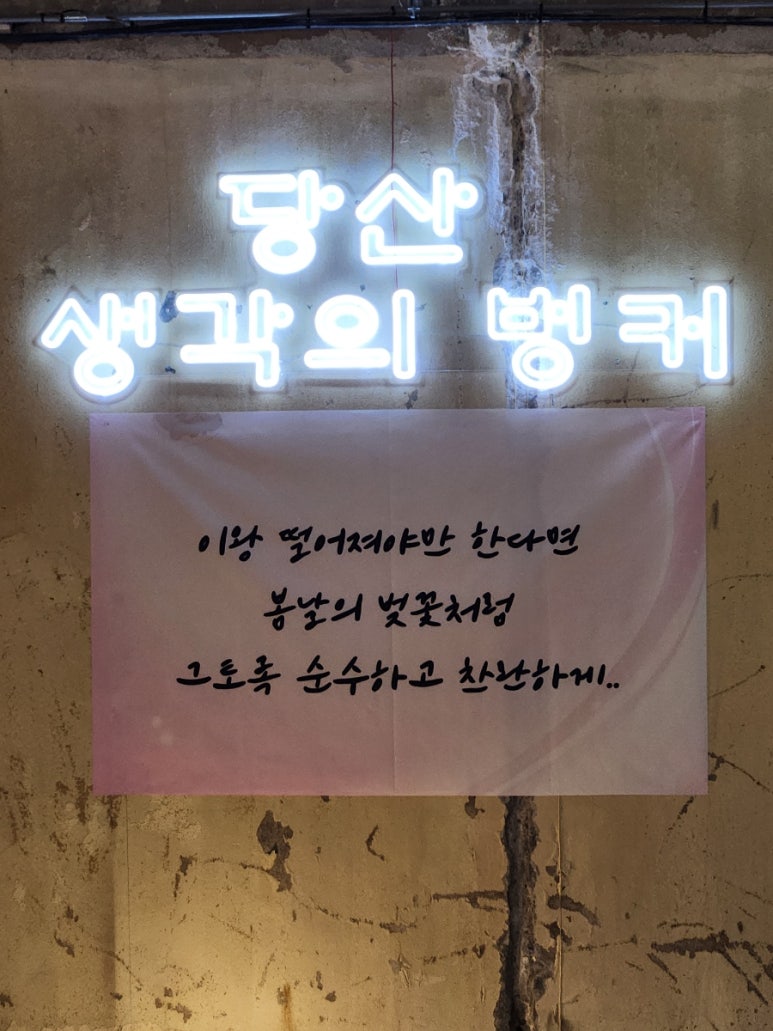 당산
생각의 벙커
이왕 떨어져야만 한다면
봄날의 벚꽃처럼
그토록 순수하고 찬란하게..